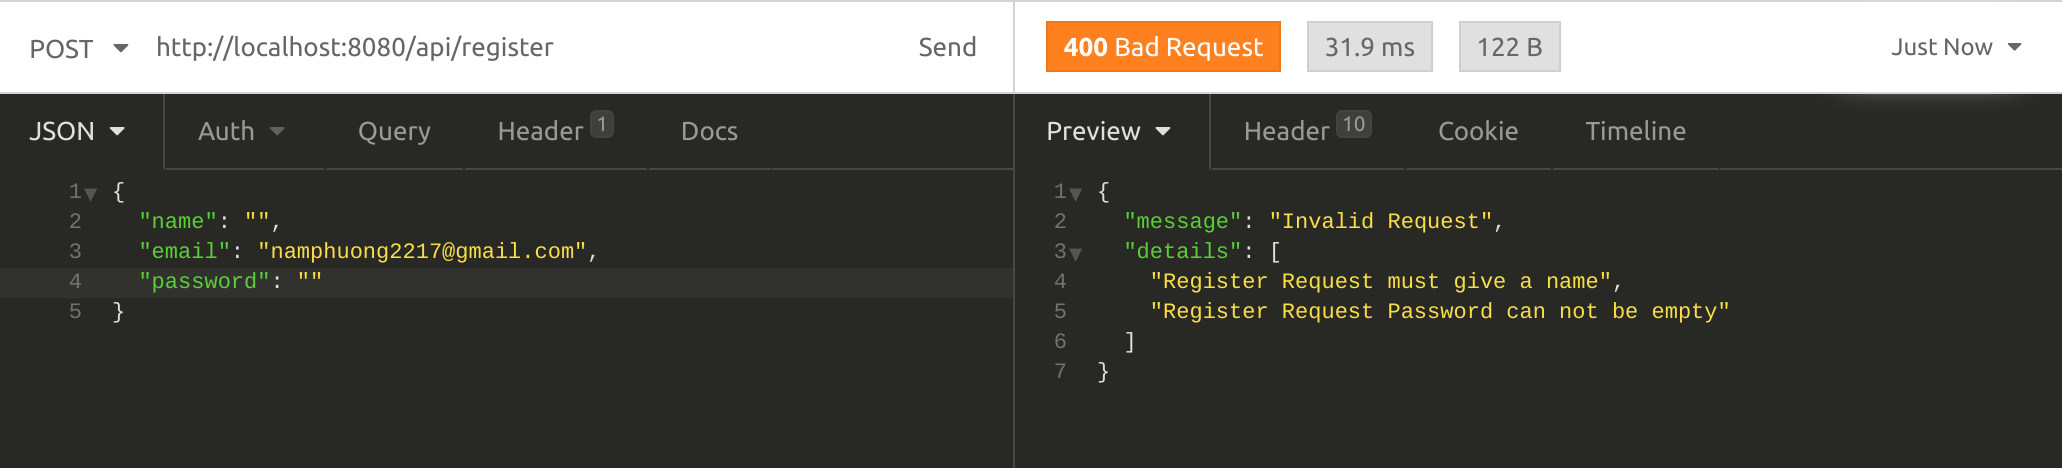 POST http://localhost:8080/api/register Send
400 Bad Request 31.9 ms 122 B Just Now
JSON Auth Query Header 1 Docs
1 {
2 "name": "",
3 "email": "namphuong2217@gmail.com",
4 "password": ""
5 }
Preview Header 10 Cookie Timeline
1 {
2 "message": "Invalid Request",
3 "details": [
4 "Register Request must give a name",
5 "Register Request Password can not be empty"
6 ]
7 }